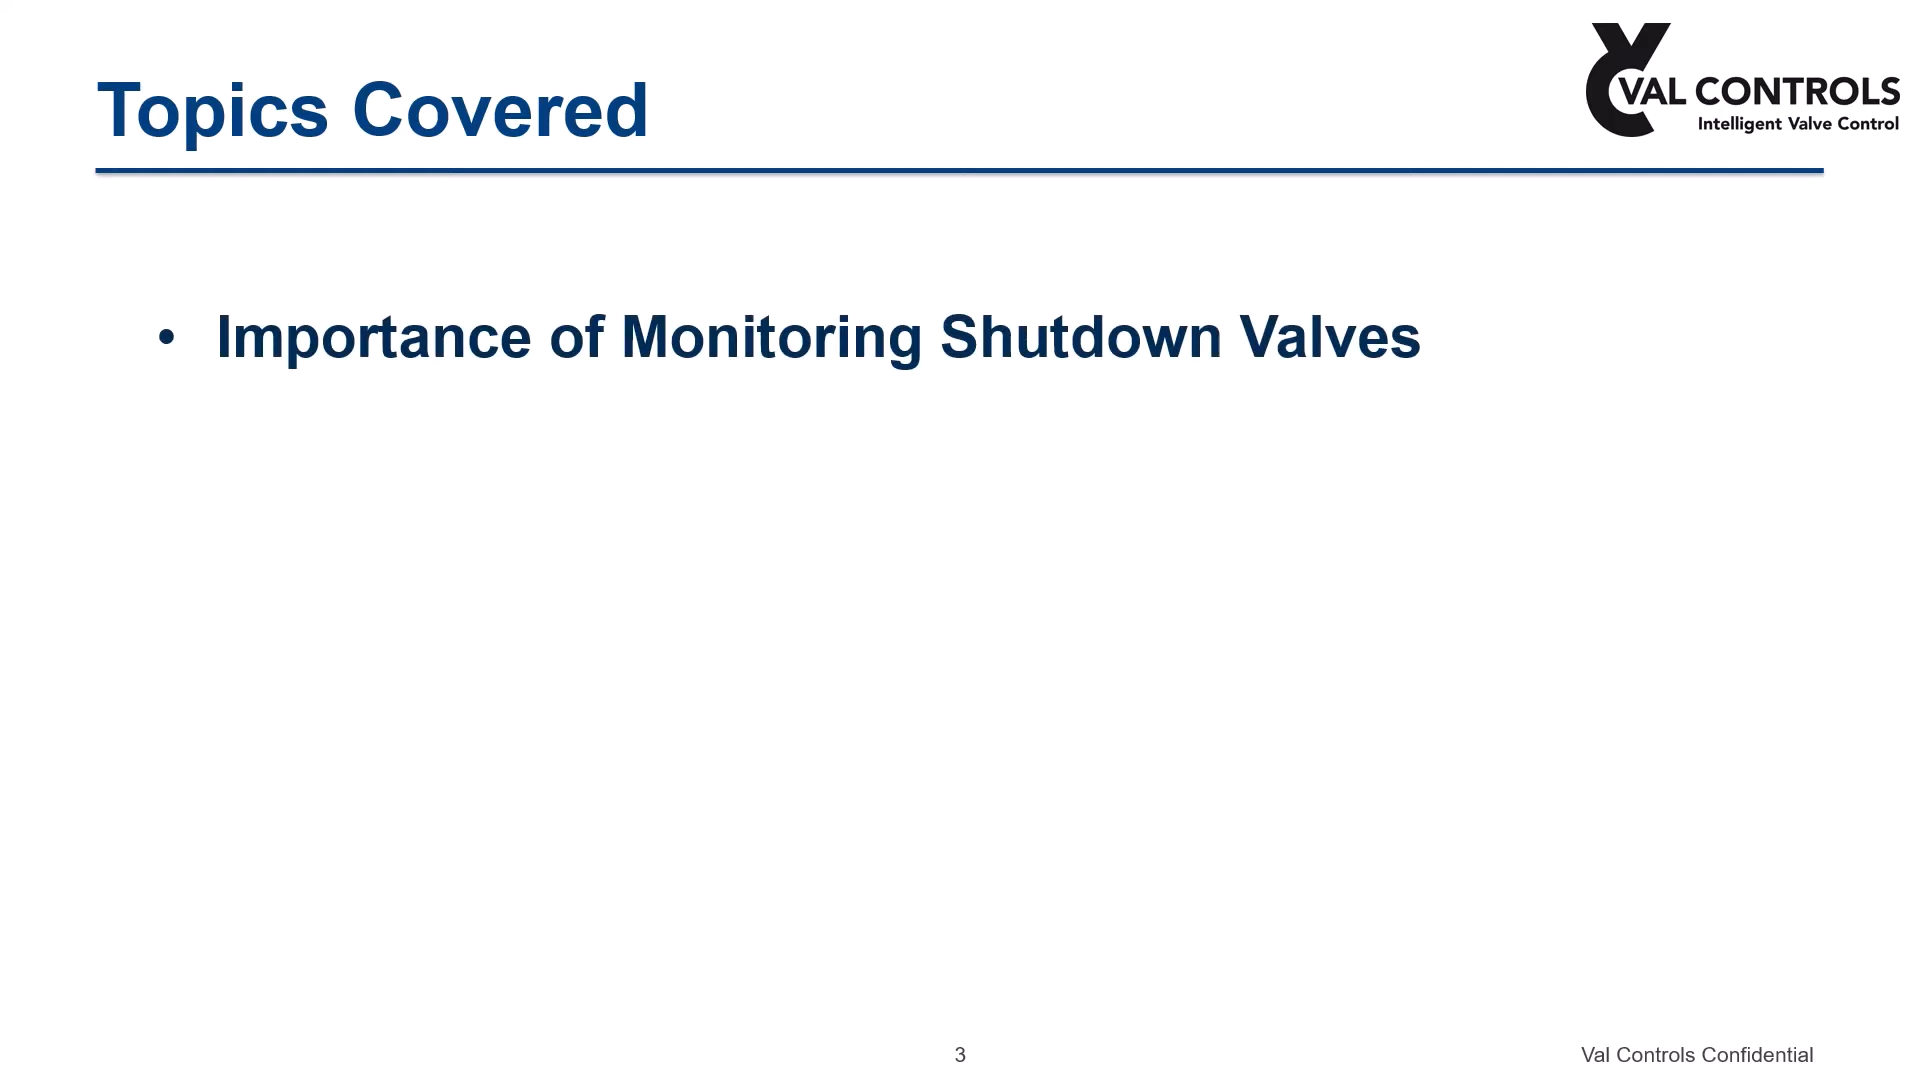 Topics Covered
VAL CONTROLS
Intelligent Valve Control
• Importance of Monitoring Shutdown Valves
3
Val Controls Confidential